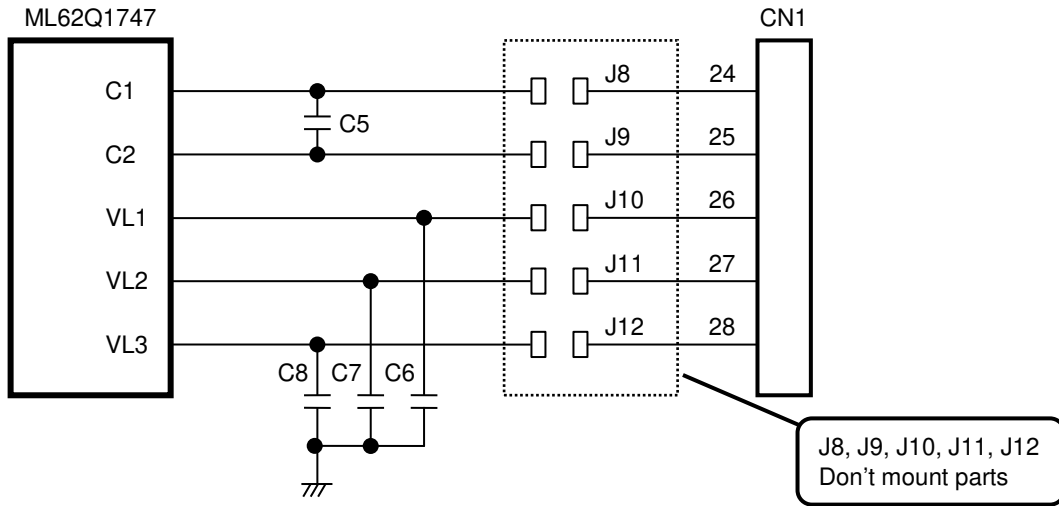 ML62Q1747
CN1
C1
J8
24
C5
C2
J9
25
VL1
J10
26
VL2
J11
27
VL3
J12
28
C8
C7
C6
J8, J9, J10, J11, J12
Don't mount parts